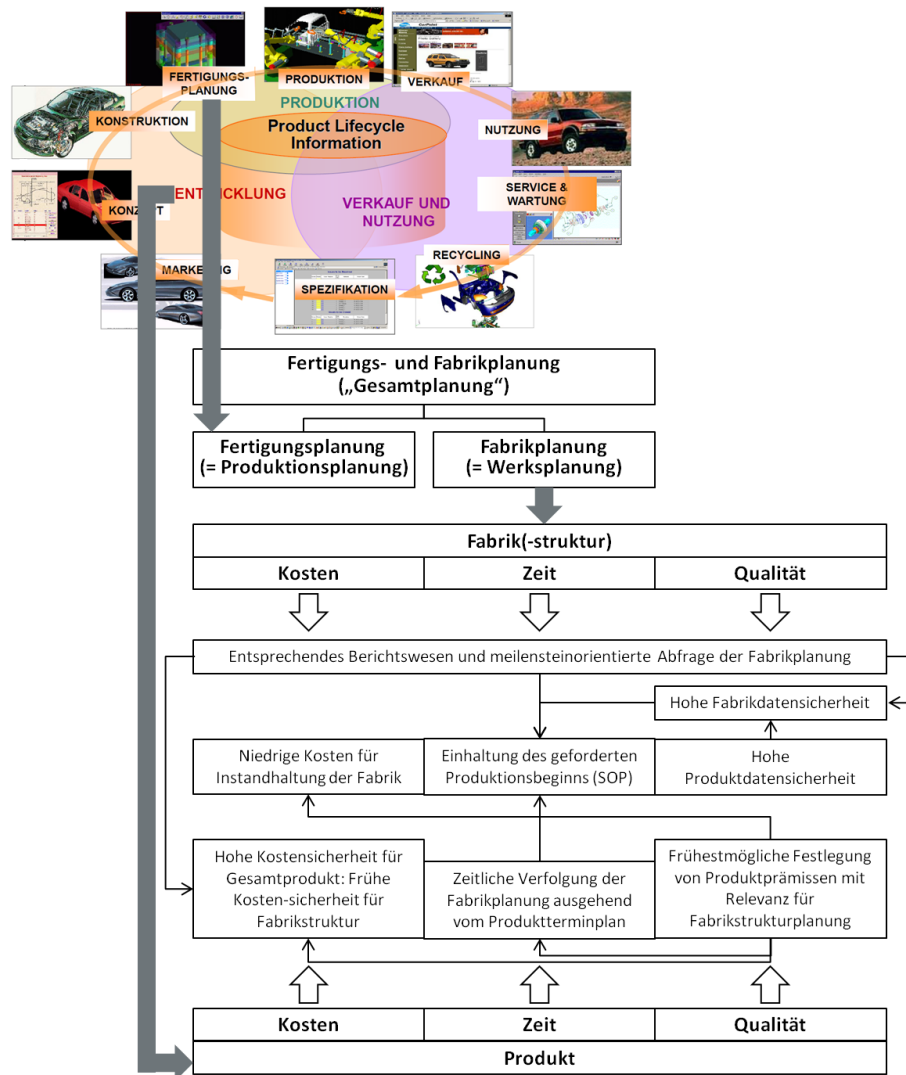 FERTIGUNGS-
PLANUNG
PRODUKTION
VERKAUF
PRODUKTION
KONSTRUKTION
Product Lifecycle
Information
NUTZUNG
ENTWICKLUNG
KONZEPT
VERKAUF UND
NUTZUNG
SERVICE &
WARTUNG
MARKETING
SPEZIFIKATION
RECYCLING
Fertigungs- und Fabrikplanung
(„Gesamtplanung“)
Fertigungsplanung
(= Produktionsplanung)
Fabrikplanung
(= Werksplanung)
Fabrik(-struktur)
Kosten
Zeit
Qualität
Entsprechendes Berichtswesen und meilensteinorientierte Abfrage der Fabrikplanung
Hohe Fabrikdatensicherheit
Niedrige Kosten für
Instandhaltung der Fabrik
Einhaltung des geforderten
Produktionsbeginns (SOP)
Hohe
Produktdatensicherheit
Hohe Kostensicherheit für
Gesamtprodukt: Frühe
Kosten-sicherheit für
Fabrikstruktur
Zeitliche Verfolgung der
Fabrikplanung ausgehend
vom Produktterminplan
Frühestmögliche Festlegung
von Produktprämissen mit
Relevanz für
Fabrikstrukturplanung
Kosten
Zeit
Qualität
Produkt